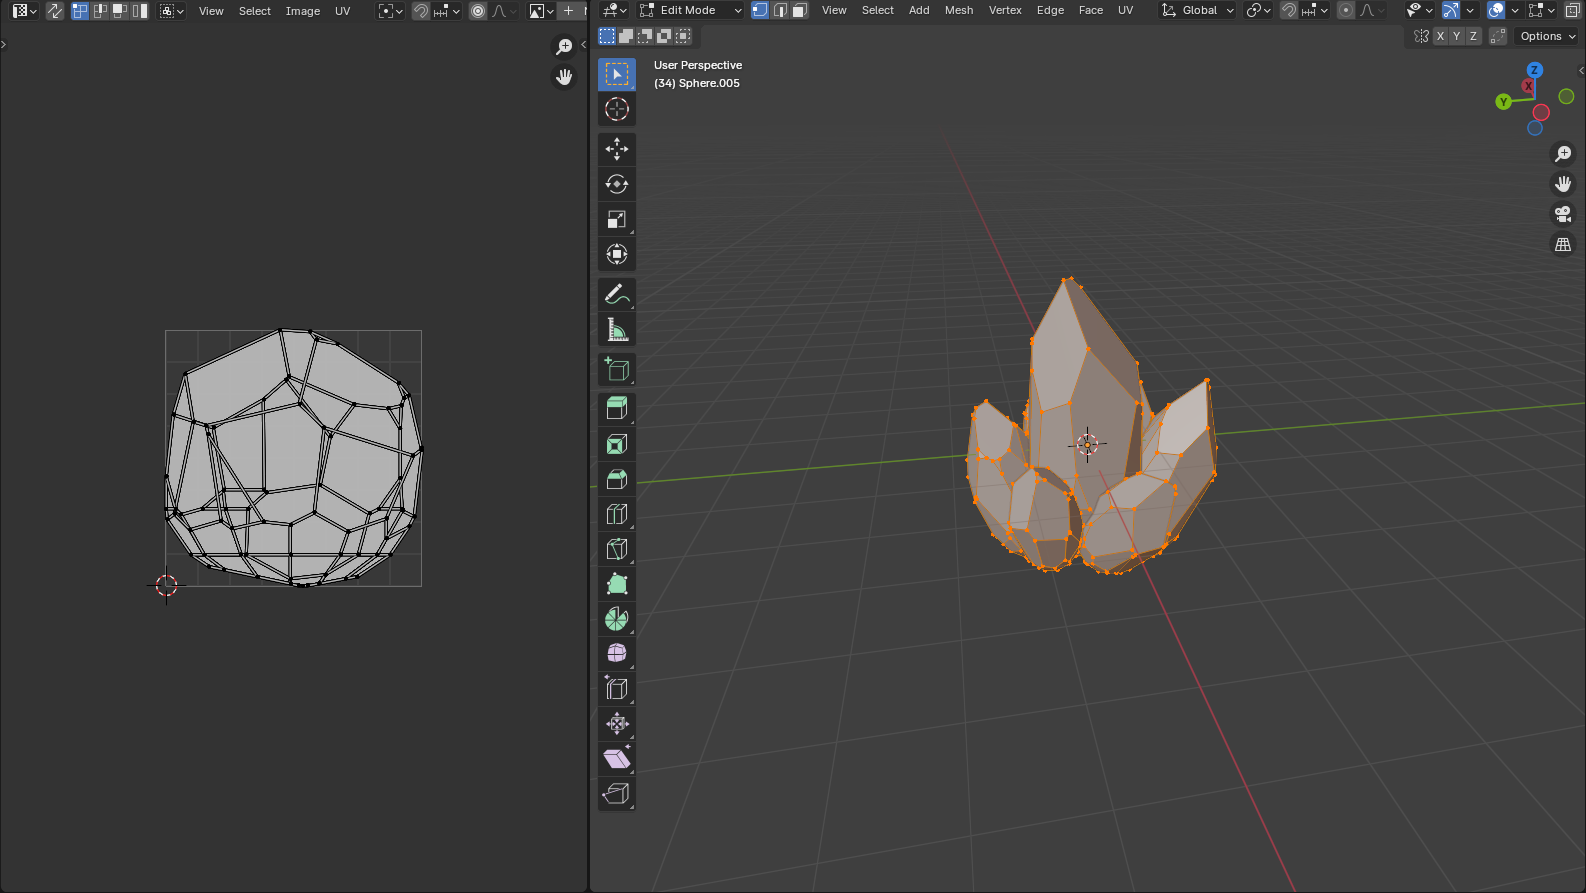 View Select Image UV
Edit Mode View Select Add Mesh Vertex Edge Face UV Global
X Y Z Options
User Perspective
(34) Sphere.005
Z
X
Y